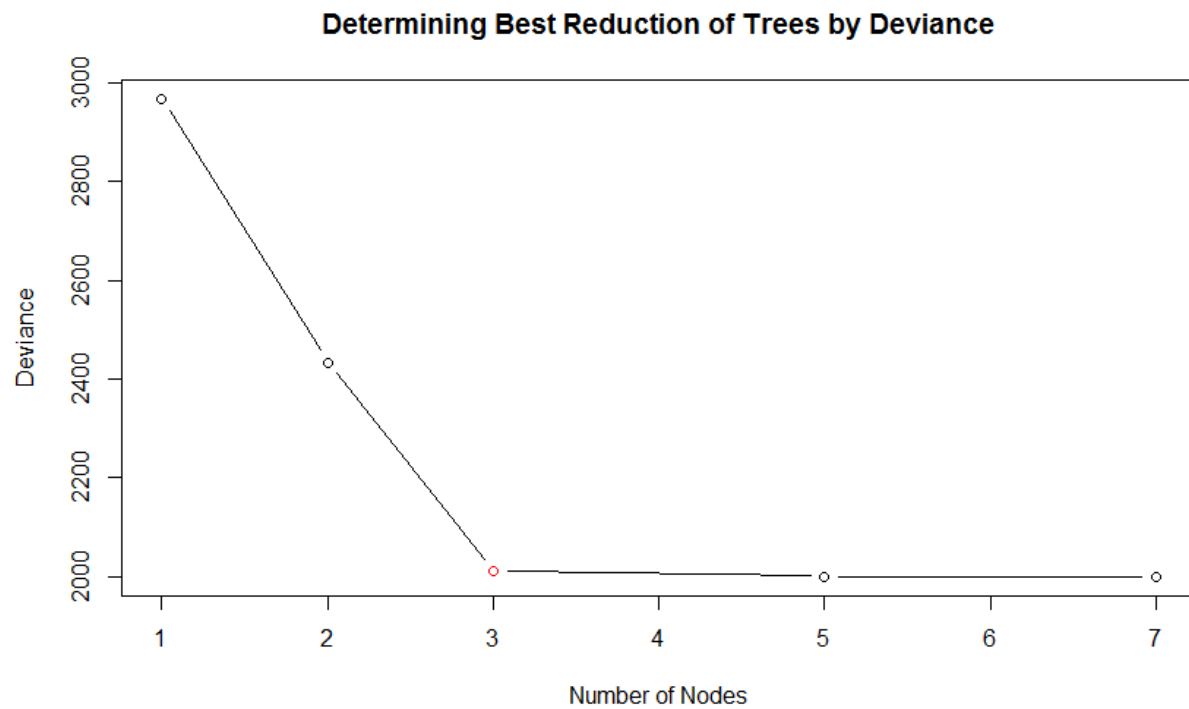 Determining Best Reduction of Trees by Deviance
3000
2800
2600
2400
2200
2000
Deviance
1 2 3 4 5 6 7
Number of Nodes